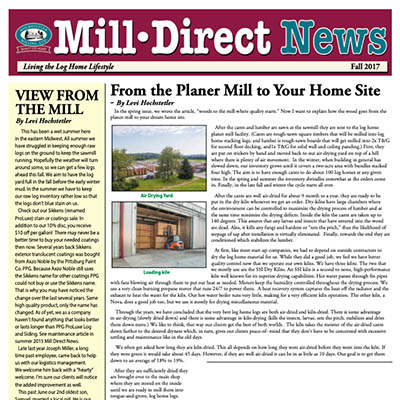 Mill•Direct News
Living the Log Home Lifestyle
Fall 2017
VIEW FROM
THE MILL
By Levi Hochstetler
This has been a wet summer here
in the eastern Midwest. All summer we
have struggled in keeping enough raw
logs on the ground to keep the sawmill
running. Hopefully the weather will turn
around some, so we can get a few logs
ahead this fall. We aim to have the log
yard full in the fall before the early winter
mud. In the summer we have to keep
our raw log inventory rather low so that
the logs don't blue stain on us.
Check out our Sikkens (renamed
ProLuxe) stain or coatings sale. In
addition to our 10% disc, you receive
$10 off per gallon! There may never be a
better time to buy your needed coatings
then now. Several years back Sikkens
exterior translucent coatings was bought
from Akzo Noble by the Pittsburg Paint
Co. PPG. Because Akzo Noble still uses
the Sikkens name for other coatings PPG
could not buy or use the Sikkens name.
That is why you may have noticed the
change over the last several years. Same
high quality product, only the name has
changed. As of yet, we as a company
haven't found anything that looks better
or lasts longer than PPG ProLuxe Log
and Siding. See maintenance article in
summer 2015 Mill Direct News.
Late last year Joseph Miller, a long
time past employee, came back to help
us with our logistics management.
We welcome him back with a "hearty"
welcome. I'm sure our clients will notice
the added improvement as well.
This past June our 2nd oldest son,
From the Planer Mill to Your Home Site
- By Levi Hochstetler
In the spring issue, we wrote the article, "woods to the mill-where quality starts." Now I want to explain how the wood goes from the
planer mill to your dream home site.
Air Drying Yard
Loading kiln
After the cants and lumber are sawn at the sawmill they are sent to the log home
planer mill facility. (Cants are rough-sawn square timbers that will be milled into log
home stacking logs, and lumber is rough-sawn boards that will get milled into 2x T&G
for second floor decking, and 1x T&G for solid wall and ceiling paneling.) First, they
are put on stickers by hand and moved back to our air-drying yard on top of a hill
where there is plenty of air movement. In the winter, when building in general has
slowed down, our inventory grows until it covers a two-acre area with bundles stacked
four logs high. The aim is to have enough cants to do about 100 log homes at any given
time. In the spring and summer the inventory dwindles somewhat as the orders come
in. Finally, in the late fall and winter the cycle starts all over.
After the cants are well air-dried for about 9 month to a year, they are ready to be
put in the dry-kiln whenever we get an order. Dry-kilns have large chambers where
the environment can be controlled to maximize the drying process of lumber and at
the same time minimize the drying defects. Inside the kiln the cants are taken up to
140 degrees. This assures that any larvae and insects that have entered into the wood
are dead. Also, it kills any fungi and hardens or "sets the pitch," so that the likelihood of
seepage of sap after installation is virtually eliminated. Finally, towards the end they are
conditioned which stabilizes the lumber.
At first, like most start up companies, we had to depend on outside contractors to
dry the log home material for us. While they did a good job, we feel we have better
quality control now that we operate our own kilns. We have three kilns. The two that
we mostly use are the SII Dry Kilns. An SII kiln is a second to none, high-performance
kiln well known for its superior drying capabilities. Hot water passes through fin pipes
with fans blowing air through them to put out heat as needed. Motors keep the humidity controlled throughout the drying process. We
use a very clean burning propane motor that runs 24/7 to power them. A heat recovery system captures the heat off the radiator and the
exhaust to heat the water for the kiln. Our hot water boiler runs very little, making for a very efficient kiln operation. The other kiln, a
Nova, does a good job too, but we use it mostly for drying miscellaneous material.
Through the years, we have concluded that the very best log home logs are both air-dried and kiln-dried. There is some advantage
in air-drying (slowly dried down) and there is some advantage in kiln-drying (kills the insects, larvae, sets the pitch, stabilizes and dries
them down more.) We like to think, that way our clients get the best of both worlds. The kiln takes the moister of the air-dried cants
down further to the desired dryness which, in turn, gives our clients peace-of- mind that they don't have to be concerned with excessive
settling and maintenance like in the old days.
We often get asked how long they are kiln-dried. This all depends on how long they were air-dried before they went into the kiln. If
they were green it would take about 45 days. However, if they are well air-dried it can be in as little as 10 days. Our goal is to get them
down to an average of 18% to 19%.
After they are sufficiently dried they
are brought over to the main shop
where they are stored on the inside
until we are ready to mill them into
tongue-and-groove, log home logs.